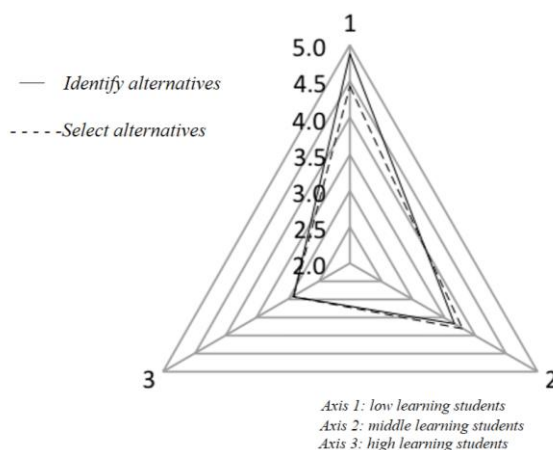 1
5.0
Identify alternatives
4.5
4.0
Select alternatives
3.5
3.0
2.5
2.0
3
2
Axis 1: low learning students
Axis 2: middle learning students
Axis 3: high learning students